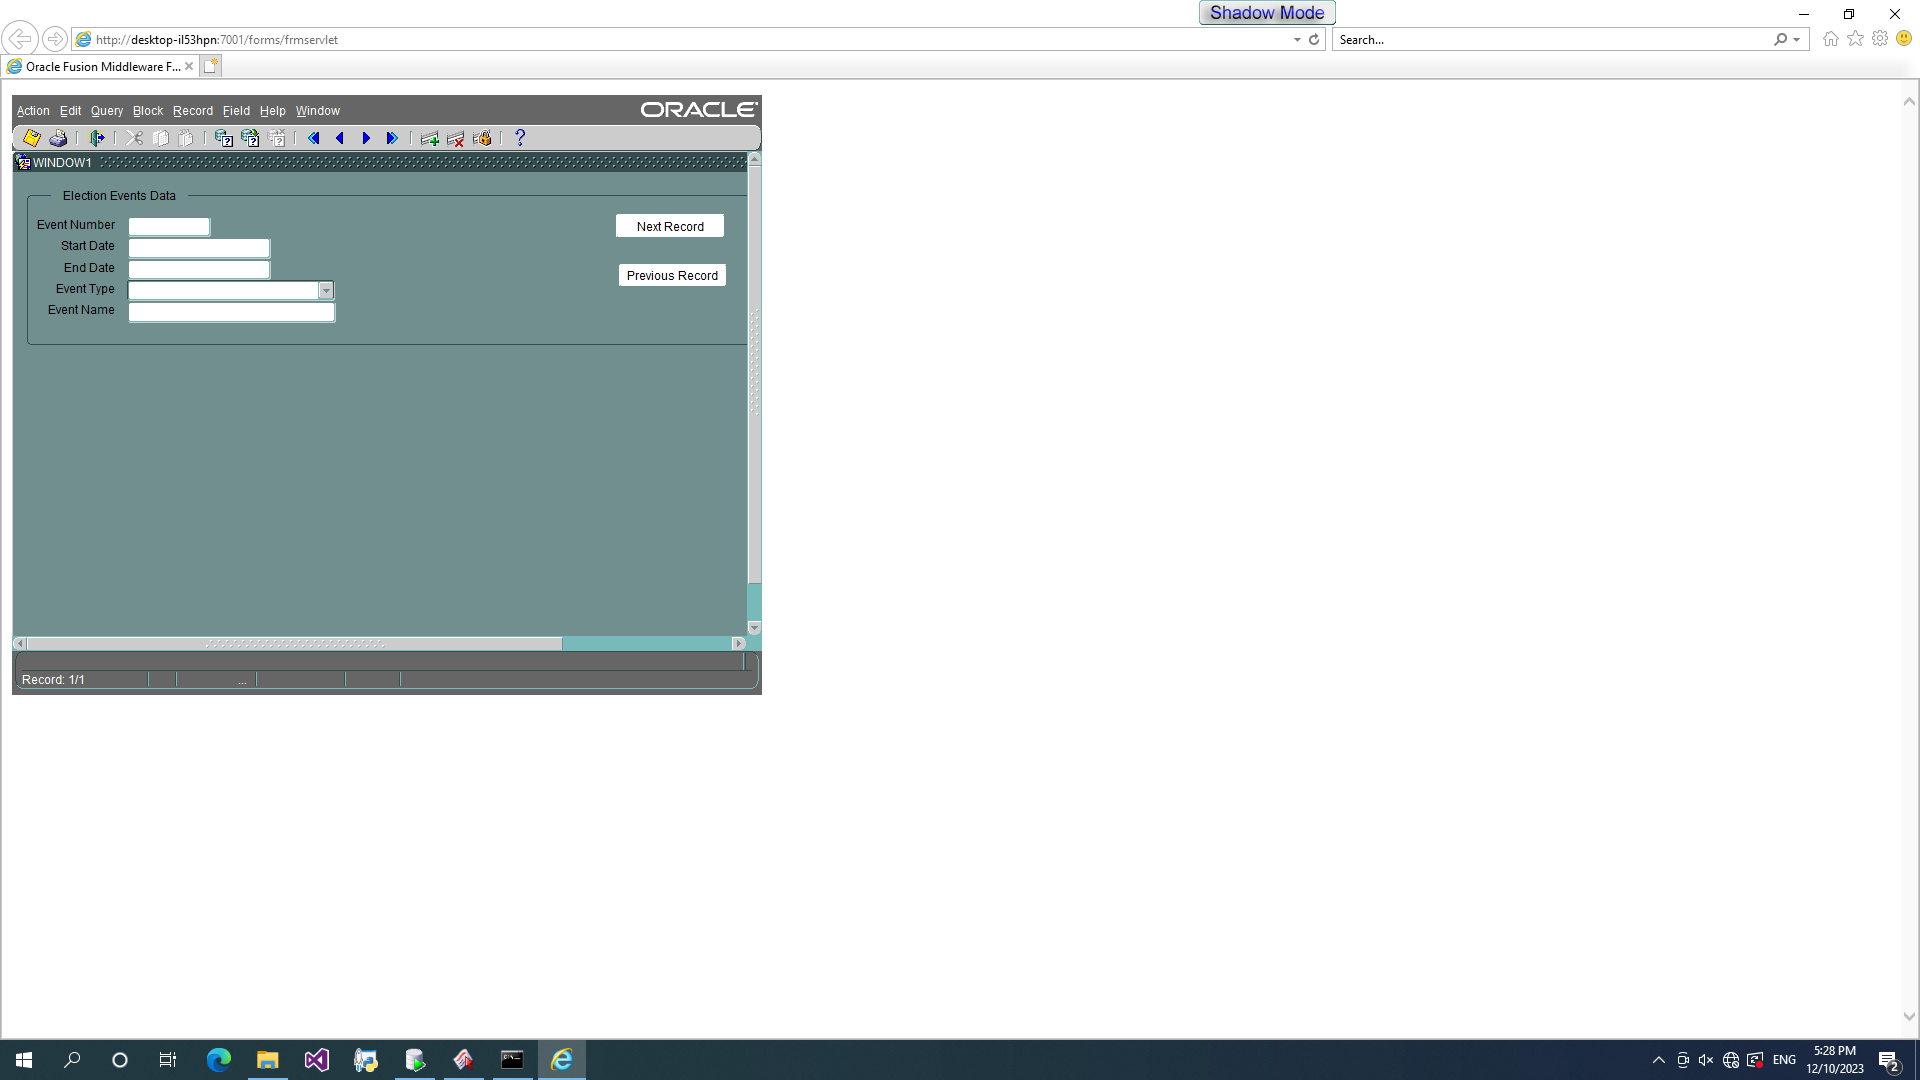 Shadow Mode
http://desktop-il53hpn:7001/forms/frmservlet
Search...
Oracle Fusion Middleware F...
Action Edit Query Block Record Field Help Window
ORACLE
WINDOW1
Election Events Data
Event Number
Next Record
Start Date
End Date
Previous Record
Event Type
Event Name
Record: 1/1
...
ENG
5:28 PM
12/10/2023
2